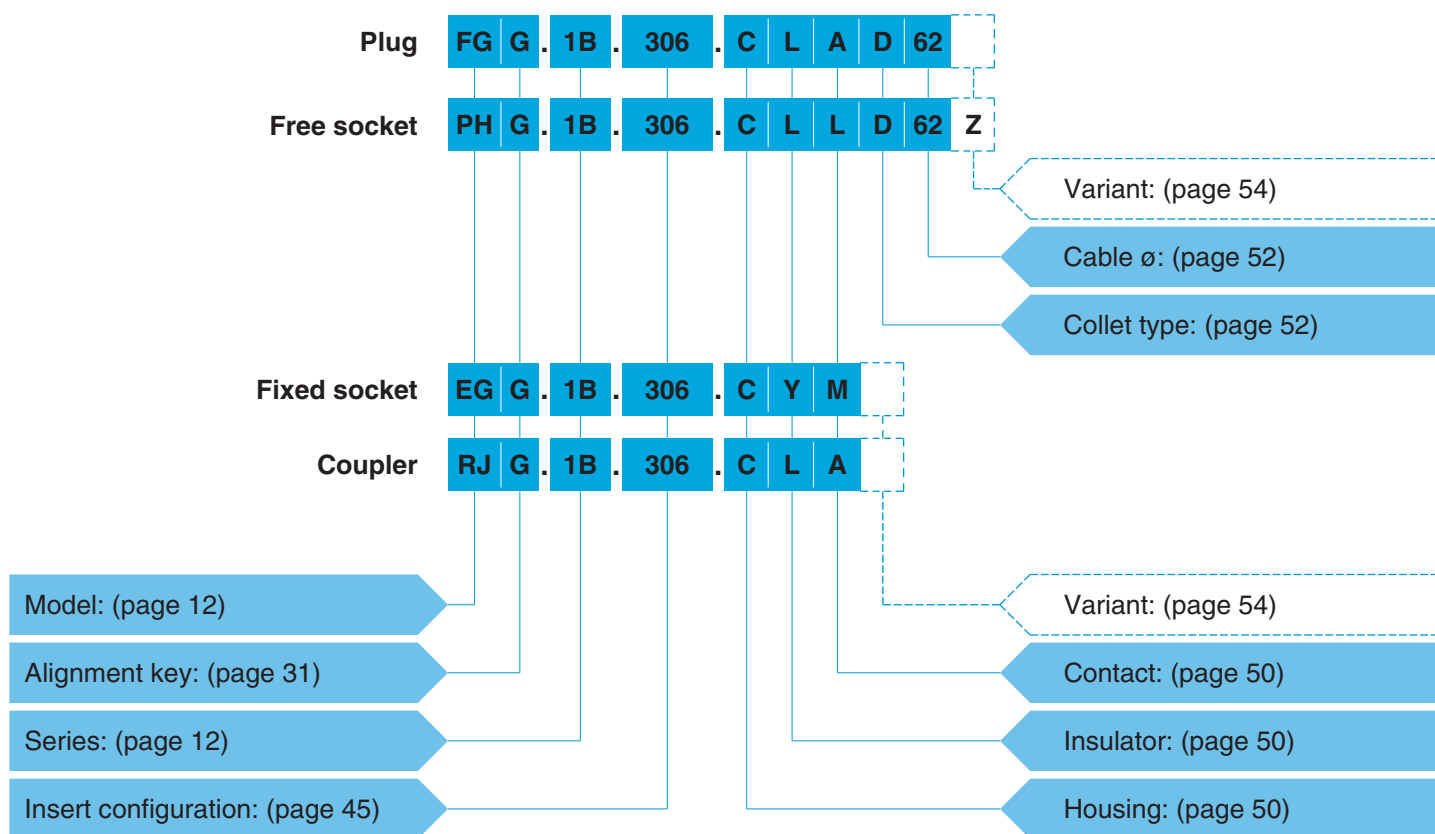 Plug FG G . 1B . 306 . C L A D 62
Free socket PH G . 1B . 306 . C L L D 62 Z
Variant: (page 54)
Cable ø: (page 52)
Collet type: (page 52)
Fixed socket EG G . 1B . 306 . C Y M
Coupler RJ G . 1B . 306 . C L A
Model: (page 12)
Variant: (page 54)
Alignment key: (page 31)
Contact: (page 50)
Series: (page 12)
Insulator: (page 50)
Insert configuration: (page 45)
Housing: (page 50)